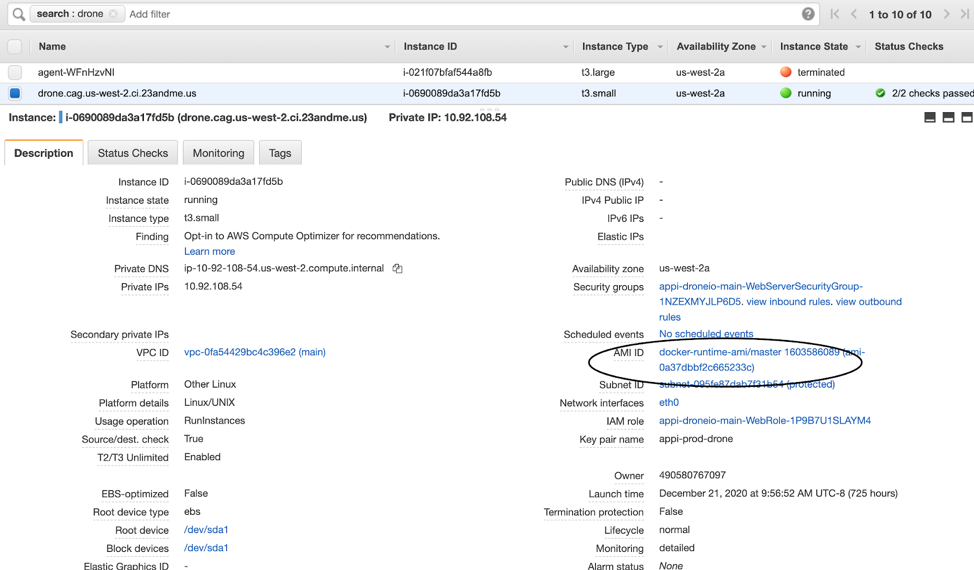 search : drone Add filter 1 to 10 of 10
Name Instance ID Instance Type Availability Zone Instance State Status Checks
agent-WFnHzvNI i-021f07bfaf544a8fb t3.large us-west-2a terminated
drone.cag.us-west-2.ci.23andme.us i-0690089da3a17fd5b t3.small us-west-2a running 2/2 checks passed
Instance: i-0690089da3a17fd5b (drone.cag.us-west-2.ci.23andme.us) Private IP: 10.92.108.54
Description Status Checks Monitoring Tags
Instance ID i-0690089da3a17fd5b Public DNS (IPv4) -
Instance state running IPv4 Public IP -
Instance type t3.small IPv6 IPs -
Finding Opt-in to AWS Compute Optimizer for recommendations. Elastic IPs
Learn more
Private DNS ip-10-92-108-54.us-west-2.compute.internal Availability zone us-west-2a
Private IPs 10.92.108.54 Security groups appi-droneio-main-WebServerSecurityGroup-
1NZEXMYJLP6D5. view inbound rules. view outbound
rules
Secondary private IPs Scheduled events No scheduled events
VPC ID vpc-0fa54429bc4c396e2 (main) AMI ID docker-runtime-ami/master 1603586089 (ami-
0a37dbbf2c665233c)
Platform Other Linux Subnet ID subnet-095fe87dab7f31b54 (protected)
Platform details Linux/UNIX Network interfaces eth0
Usage operation RunInstances IAM role appi-droneio-main-WebRole-1P9B7U1SLAYM4
Source/dest. check True Key pair name appi-prod-drone
T2/T3 Unlimited Enabled
Owner 490580767097
EBS-optimized False Launch time December 21, 2020 at 9:56:52 AM UTC-8 (725 hours)
Root device type ebs Termination protection False
Root device /dev/sda1 Lifecycle normal
Block devices /dev/sda1 Monitoring detailed
Elastic Graphics ID - Alarm status None